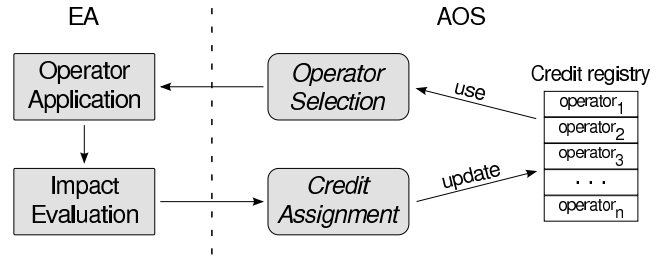 EA
AOS
Operator
Application
Operator
Selection
use
Credit registry
operator1
operator2
operator3
. . .
operatorn
Impact
Evaluation
Credit
Assignment
update